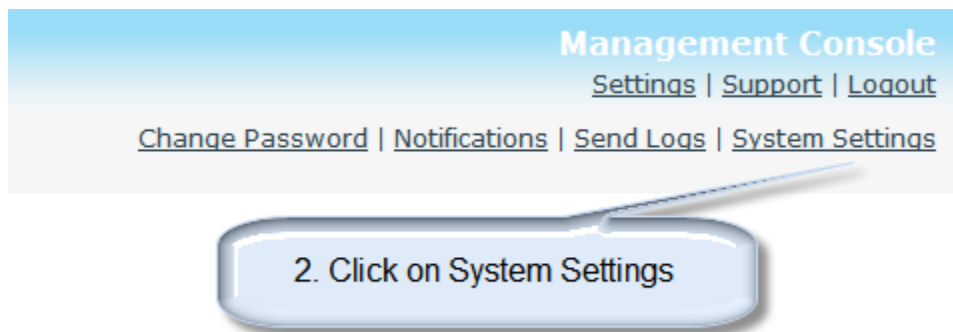 Management Console
Settings | Support | Logout
Change Password | Notifications | Send Logs | System Settings
2. Click on System Settings